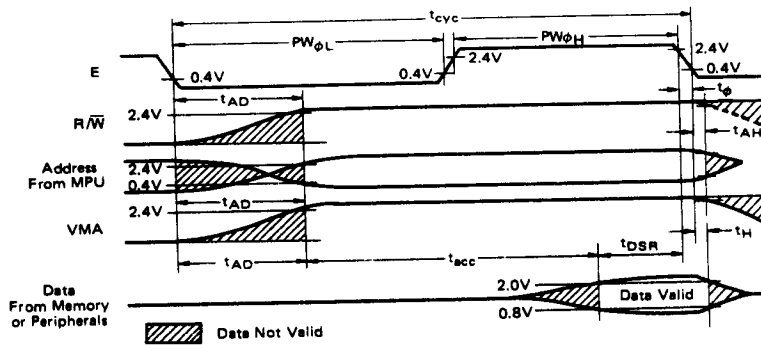 tcyc
PWφL
PWφH
2.4V
2.4V
0.4V
0.4V
0.4V
E
tφ
tAD
2.4V
R/W̅
tAH
Address
From MPU
2.4V
0.4V
tAD
2.4V
VMA
tH
tDSR
tAD
tacc
Data
From Memory
or Peripherals
2.0V
Data Valid
0.8V
Data Not Valid